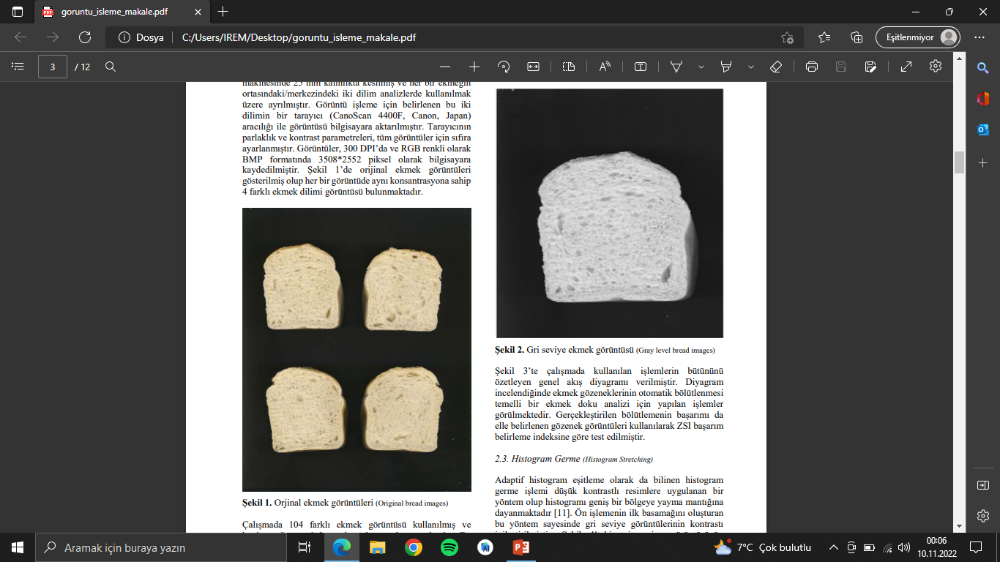 goruntu_isleme_makale.pdf
Dosya
C:/Users/IREM/Desktop/goruntu_isleme_makale.pdf
Eşitlenmiyor
3 / 12
makinesinde 25 mm kalınlıkta kesilmiş ve her bir ekmeğin
ortasındaki/merkezindeki iki dilim analizlerde kullanılmak
üzere ayrılmıştır. Görüntü işleme için belirlenen bu iki
dilimin bir tarayıcı (CanoScan 4400F, Canon, Japan)
aracılığı ile görüntüsü bilgisayara aktarılmıştır. Tarayıcının
parlaklık ve kontrast parametreleri, tüm görüntüler için sıfıra
ayarlanmıştır. Görüntüler, 300 DPI’da ve RGB renkli olarak
BMP formatında 3508*2552 piksel olarak bilgisayara
kaydedilmiştir. Şekil 1’de orijinal ekmek görüntüleri
gösterilmiş olup her bir görüntüde aynı konsantrasyona sahip
4 farklı ekmek dilimi görüntüsü bulunmaktadır.
Şekil 1. Orjinal ekmek görüntüleri (Original bread images)
Çalışmada 104 farklı ekmek görüntüsü kullanılmış ve
Şekil 2. Gri seviye ekmek görüntüsü (Gray level bread images)
Şekil 3’te çalışmada kullanılan işlemlerin bütününü
özetleyen genel akış diyagramı verilmiştir. Diyagram
incelendiğinde ekmek gözeneklerinin otomatik bölütlenmesi
temelli bir ekmek doku analizi için yapılan işlemler
görülmektedir. Gerçekleştirilen bölütlemenin başarımı da
elle belirlenen gözenek görüntüleri kullanılarak ZSI başarım
belirleme indeksine göre test edilmiştir.
2.3. Histogram Germe (Histogram Stretching)
Adaptif histogram eşitleme olarak da bilinen histogram
germe işlemi düşük kontrastlı resimlere uygulanan bir
yöntem olup histogramı geniş bir bölgeye yayma mantığına
dayanmaktadır [11]. Ön işlemenin ilk basamağını oluşturan
bu yöntem sayesinde gri seviye görüntülerinin kontrastı
Aramak için buraya yazın
7°C Çok bulutlu
00:06
10.11.2022